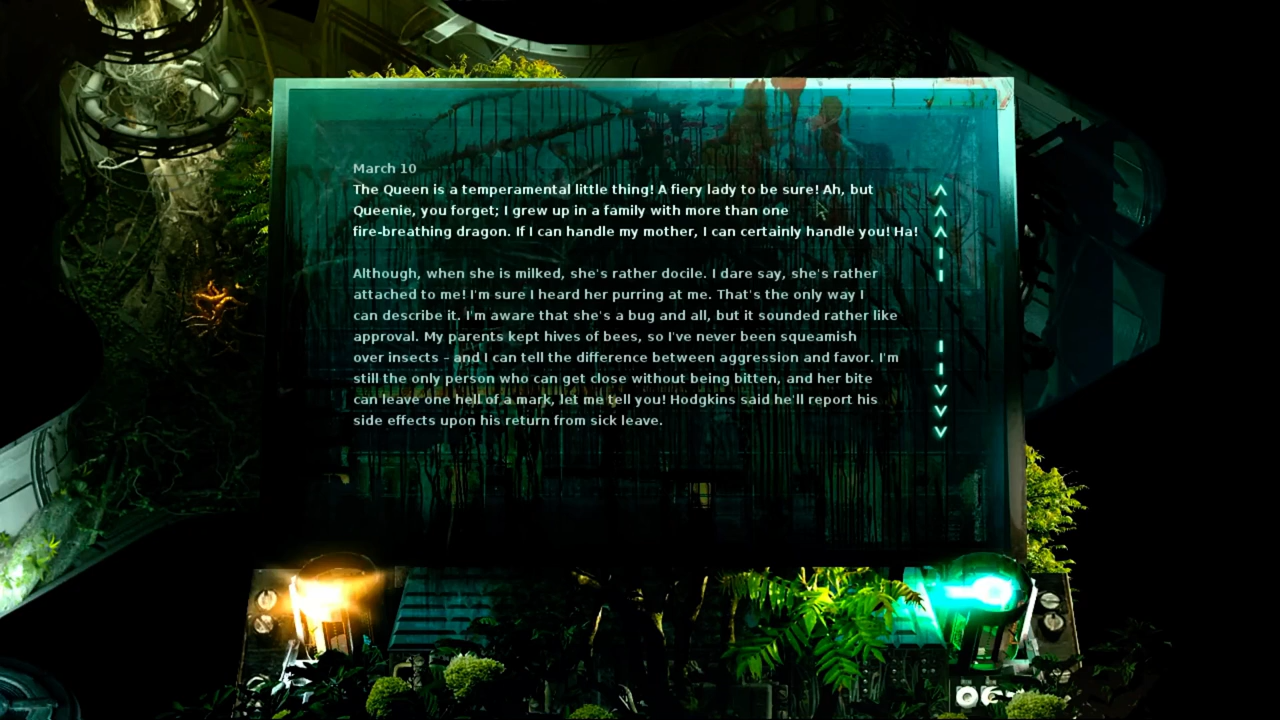 March 10
The Queen is a temperamental little thing! A fiery lady to be sure! Ah, but
Queenie, you forget; I grew up in a family with more than one
fire-breathing dragon. If I can handle my mother, I can certainly handle you! Ha!
Although, when she is milked, she's rather docile. I dare say, she's rather
attached to me! I'm sure I heard her purring at me. That's the only way I
can describe it. I'm aware that she's a bug and all, but it sounded rather like
approval. My parents kept hives of bees, so I've never been squeamish
over insects – and I can tell the difference between aggression and favor. I'm
still the only person who can get close without being bitten, and her bite
can leave one hell of a mark, let me tell you! Hodgkins said he'll report his
side effects upon his return from sick leave.